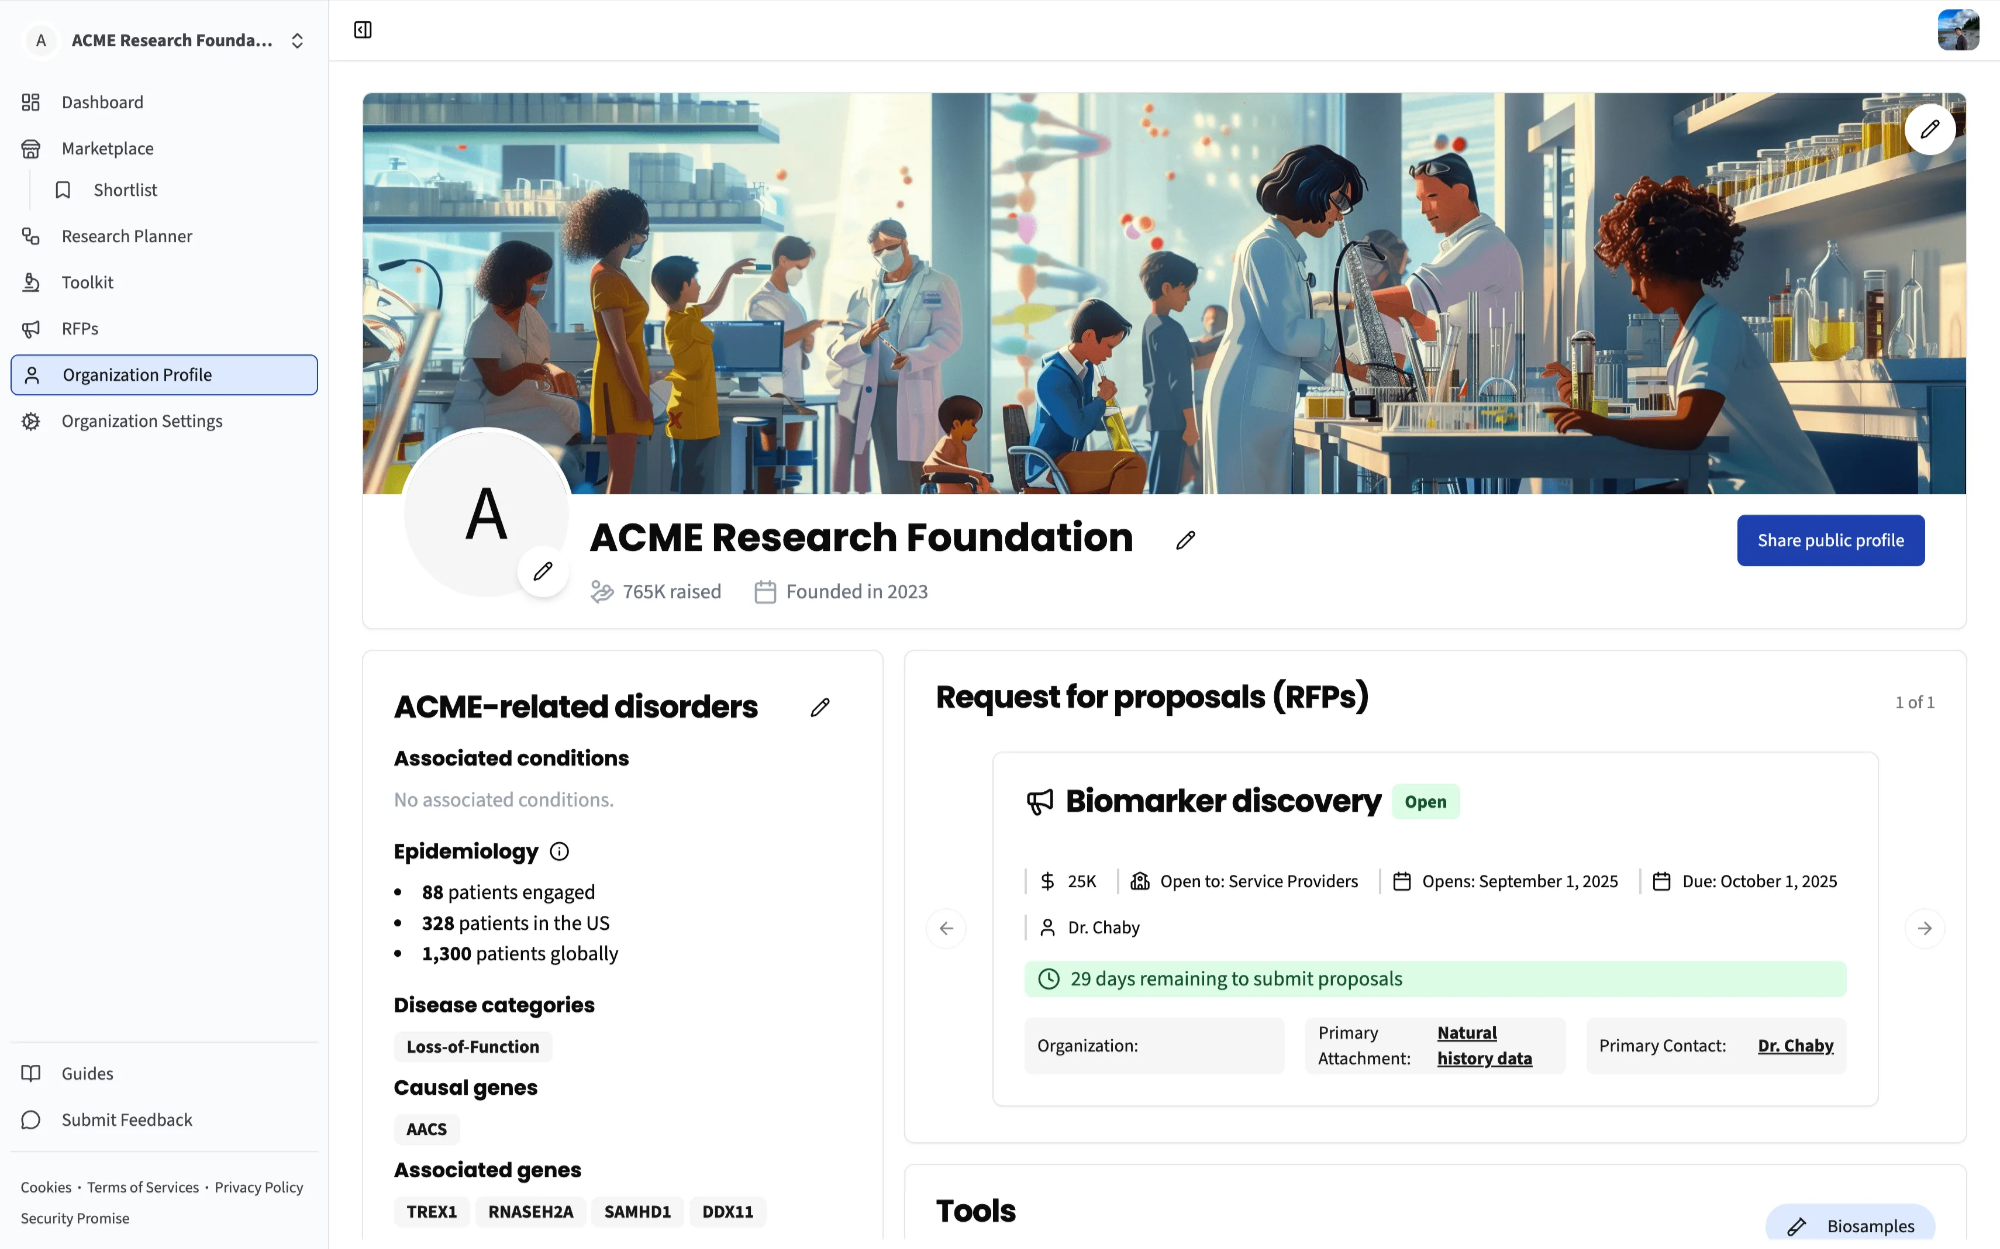 A
ACME Research Founda...
Dashboard
Marketplace
Shortlist
Research Planner
Toolkit
RFPs
Organization Profile
Organization Settings
Guides
Submit Feedback
Cookies · Terms of Services · Privacy Policy
Security Promise
A
ACME Research Foundation
765K raised
Founded in 2023
Share public profile
ACME-related disorders
Associated conditions
No associated conditions.
Epidemiology
• 88 patients engaged
• 328 patients in the US
• 1,300 patients globally
Disease categories
Loss-of-Function
Causal genes
AACS
Associated genes
TREX1 RNASEH2A SAMHD1 DDX11
Request for proposals (RFPs)
1 of 1
Biomarker discovery Open
25K Open to: Service Providers Opens: September 1, 2025 Due: October 1, 2025
Dr. Chaby
29 days remaining to submit proposals
Organization:
Primary Attachment:
Natural history data
Primary Contact: Dr. Chaby
Tools
Biosamples